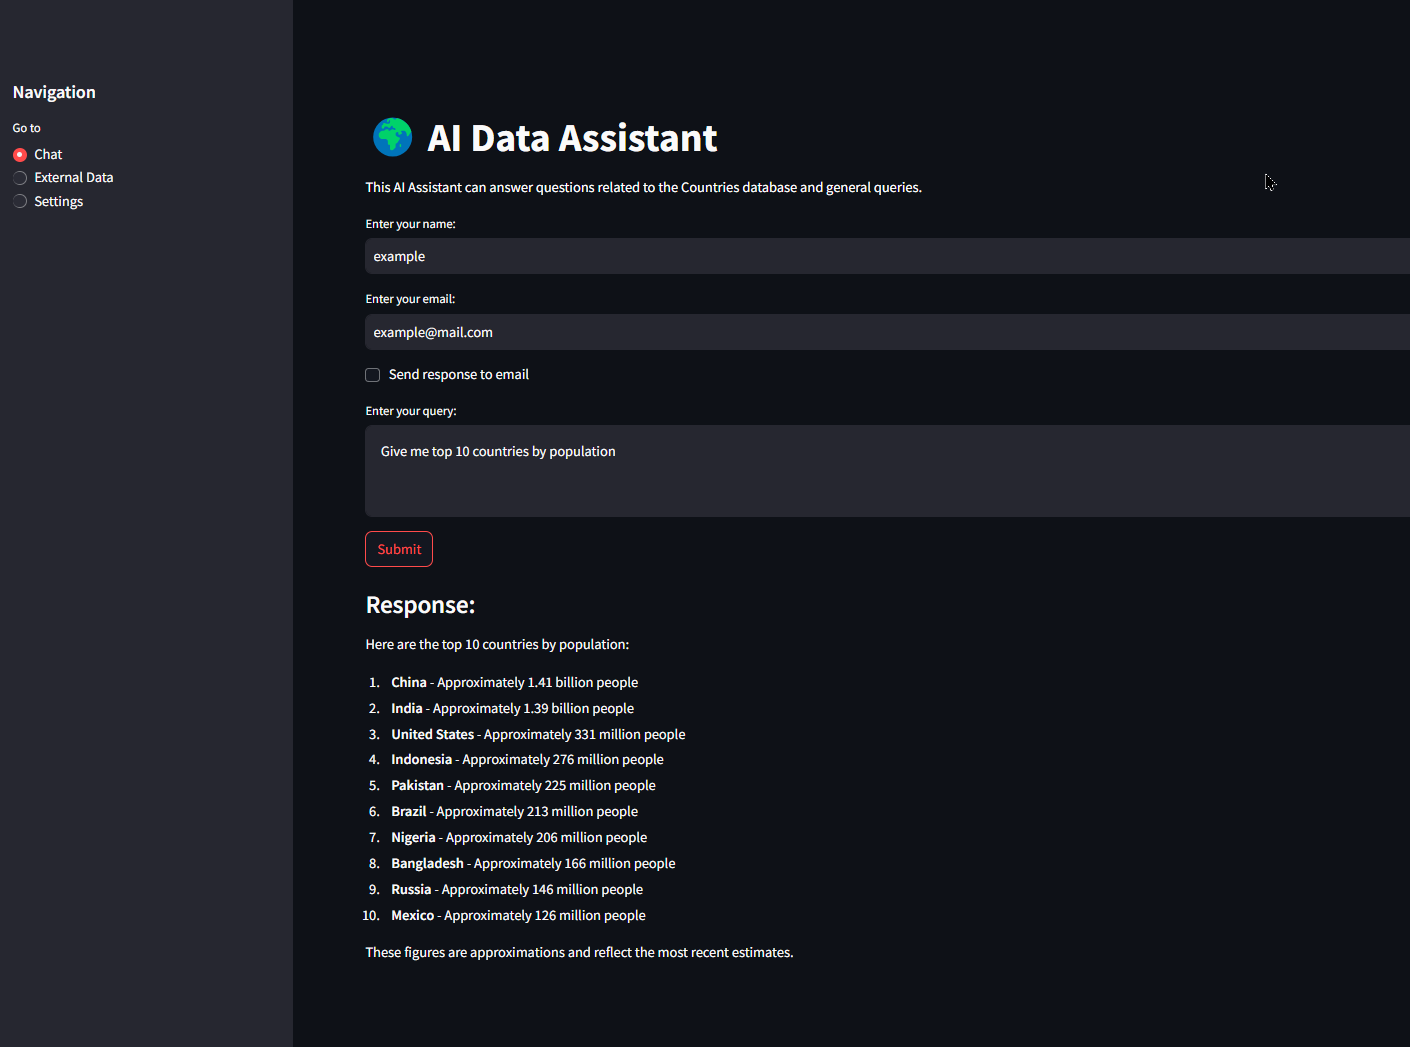 Navigation
Go to
Chat
External Data
Settings
AI Data Assistant
This AI Assistant can answer questions related to the Countries database and general queries.
Enter your name:
example
Enter your email:
example@mail.com
Send response to email
Enter your query:
Give me top 10 countries by population
Submit
Response:
Here are the top 10 countries by population:
1. China - Approximately 1.41 billion people
2. India - Approximately 1.39 billion people
3. United States - Approximately 331 million people
4. Indonesia - Approximately 276 million people
5. Pakistan - Approximately 225 million people
6. Brazil - Approximately 213 million people
7. Nigeria - Approximately 206 million people
8. Bangladesh - Approximately 166 million people
9. Russia - Approximately 146 million people
10. Mexico - Approximately 126 million people
These figures are approximations and reflect the most recent estimates.